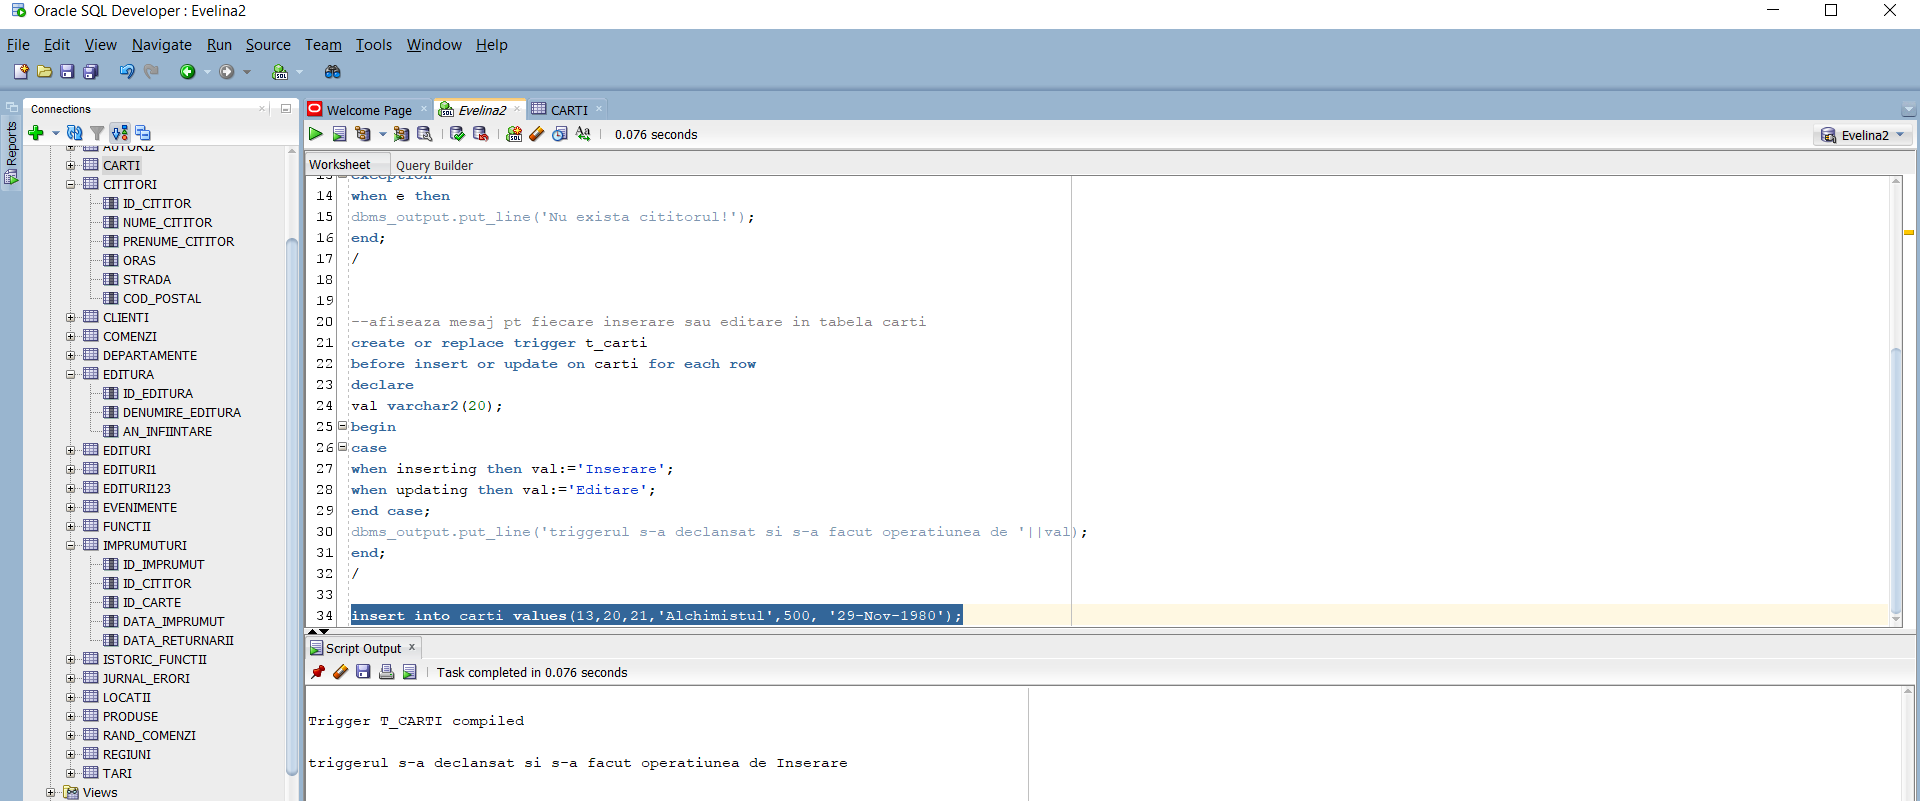 Oracle SQL Developer : Evelina2
File Edit View Navigate Run Source Team Tools Window Help
Reports
Connections
Welcome Page
Evelina2
CARTI
0.076 seconds
Evelina2
Worksheet Query Builder
AUTORI2
CARTI
CITITORI
ID_CITITOR
NUME_CITITOR
PRENUME_CITITOR
ORAS
STRADA
COD_POSTAL
CLIENTI
COMENZI
DEPARTAMENTE
EDITURA
ID_EDITURA
DENUMIRE_EDITURA
AN_INFIINTARE
EDITURI
EDITURI1
EDITURI123
EVENIMENTE
FUNCTII
IMPRUMUTURI
ID_IMPRUMUT
ID_CITITOR
ID_CARTE
DATA_IMPRUMUT
DATA_RETURNARII
ISTORIC_FUNCTII
JURNAL_ERORI
LOCATII
PRODUSE
RAND_COMENZI
REGIUNI
TARI
Views
13 exception
14 when e then
15 dbms_output.put_line('Nu exista cititorul!');
16 end;
17 /
18
19
20 --afiseaza mesaj pt fiecare inserare sau editare in tabela carti
21 create or replace trigger t_carti
22 before insert or update on carti for each row
23 declare
24 val varchar2(20);
25 begin
26 case
27 when inserting then val:='Inserare';
28 when updating then val:='Editare';
29 end case;
30 dbms_output.put_line('triggerul s-a declansat si s-a facut operatiunea de '||val);
31 end;
32 /
33
34 insert into carti values(13,20,21,'Alchimistul',500, '29-Nov-1980');
Script Output
Task completed in 0.076 seconds
Trigger T_CARTI compiled
triggerul s-a declansat si s-a facut operatiunea de Inserare